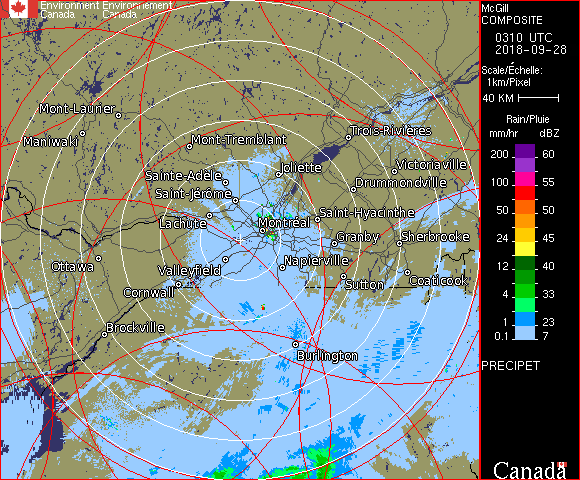 Environment Environnement
Canada Canada
McGill
COMPOSITE
0310 UTC
2018-09-28
Scale/Échelle:
1km/Pixel
40 KM
Rain/Pluie
mm/hr dBZ
200 60
100 55
50 50
24 45
12 40
4 33
1 23
0.1 7
PRECIPET
Canada
Mont-Laurier
Maniwaki
Mont-Tremblant
Trois-Rivières
Sainte-Adèle
Joliette
Victoriaville
Saint-Jérôme
Drummondville
Lachute
Montréal
Saint-Hyacinthe
Granby
Sherbrooke
Ottawa
Valleyfield
Napierville
Cornwall
Sutton
Coaticook
Brockville
Burlington